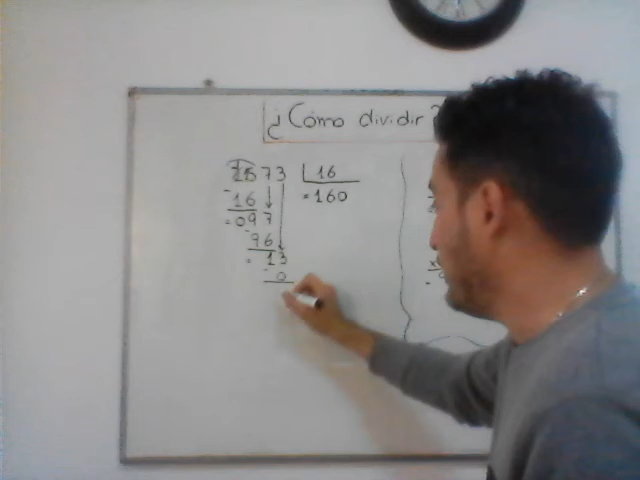 ¿Cómo dividir?
2573 16
- 16 = 160
= 097
- 96
= 13
- 0